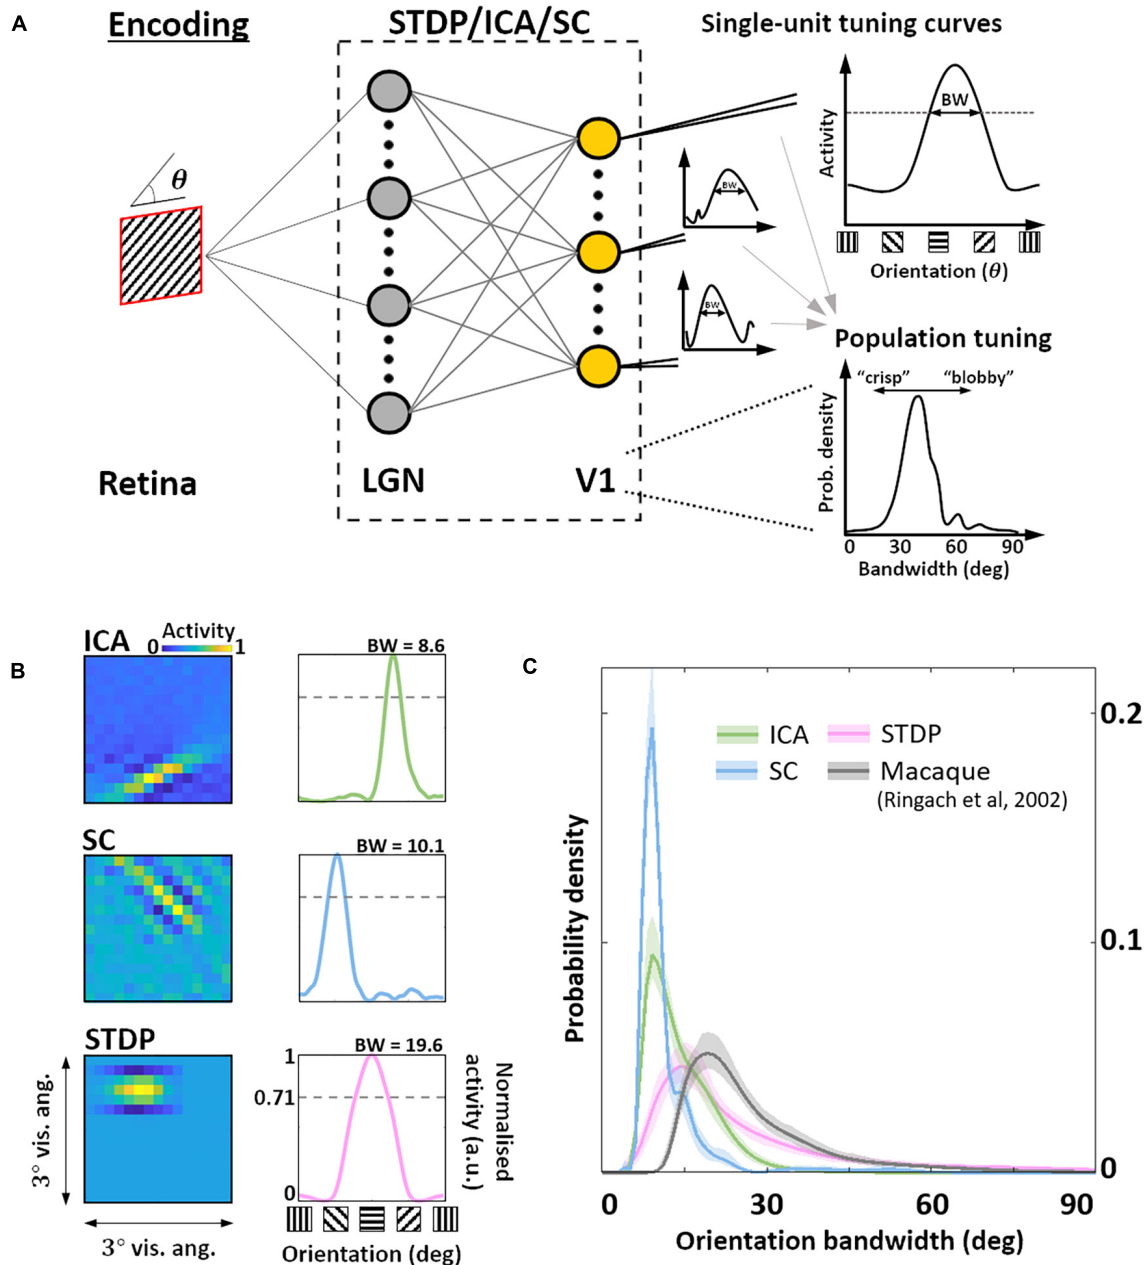 A
Encoding
STDP/ICA/SC
Single-unit tuning curves
θ
Activity
BW
BW
BW
Orientation (θ)
Population tuning
"crisp"
"blobby"
Prob. density
0 30 60 90
Bandwidth (deg)
Retina
LGN
V1
B
ICA
0 Activity 1
BW = 8.6
SC
BW = 10.1
STDP
BW = 19.6
1
0.71
0
Normalised
activity (a.u.)
3° vis. ang.
3° vis. ang.
Orientation (deg)
C
ICA
STDP
SC
Macaque
(Ringach et al, 2002)
Probability density
0.2
0.1
0
0 30 60 90
Orientation bandwidth (deg)